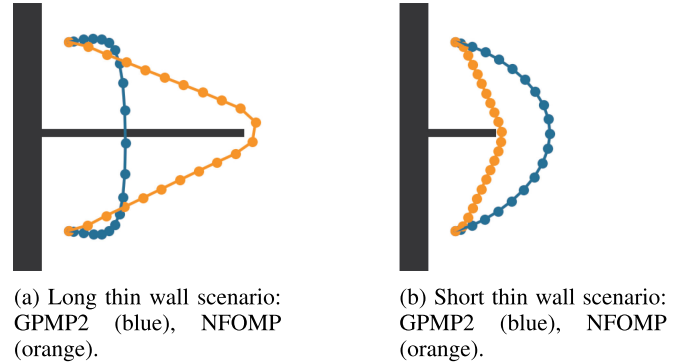 (a) Long thin wall scenario:
GPMP2 (blue), NFOMP
(orange).
(b) Short thin wall scenario:
GPMP2 (blue), NFOMP
(orange).